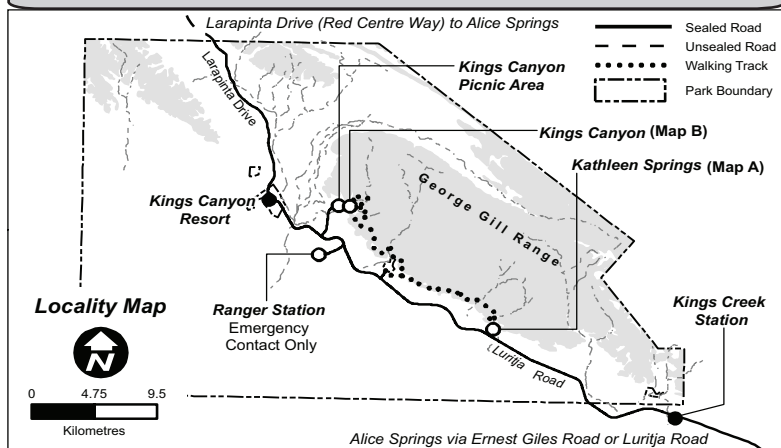 Larapinta Drive (Red Centre Way) to Alice Springs
Sealed Road
Unsealed Road
Walking Track
Park Boundary
Larapinta Drive
Kings Canyon
Picnic Area
Kings Canyon (Map B)
Kathleen Springs (Map A)
George Gill Range
Kings Canyon
Resort
Ranger Station
Emergency
Contact Only
Kings Creek
Station
Locality Map
N
Luritja Road
0 4.75 9.5
Kilometres
Alice Springs via Ernest Giles Road or Luritja Road